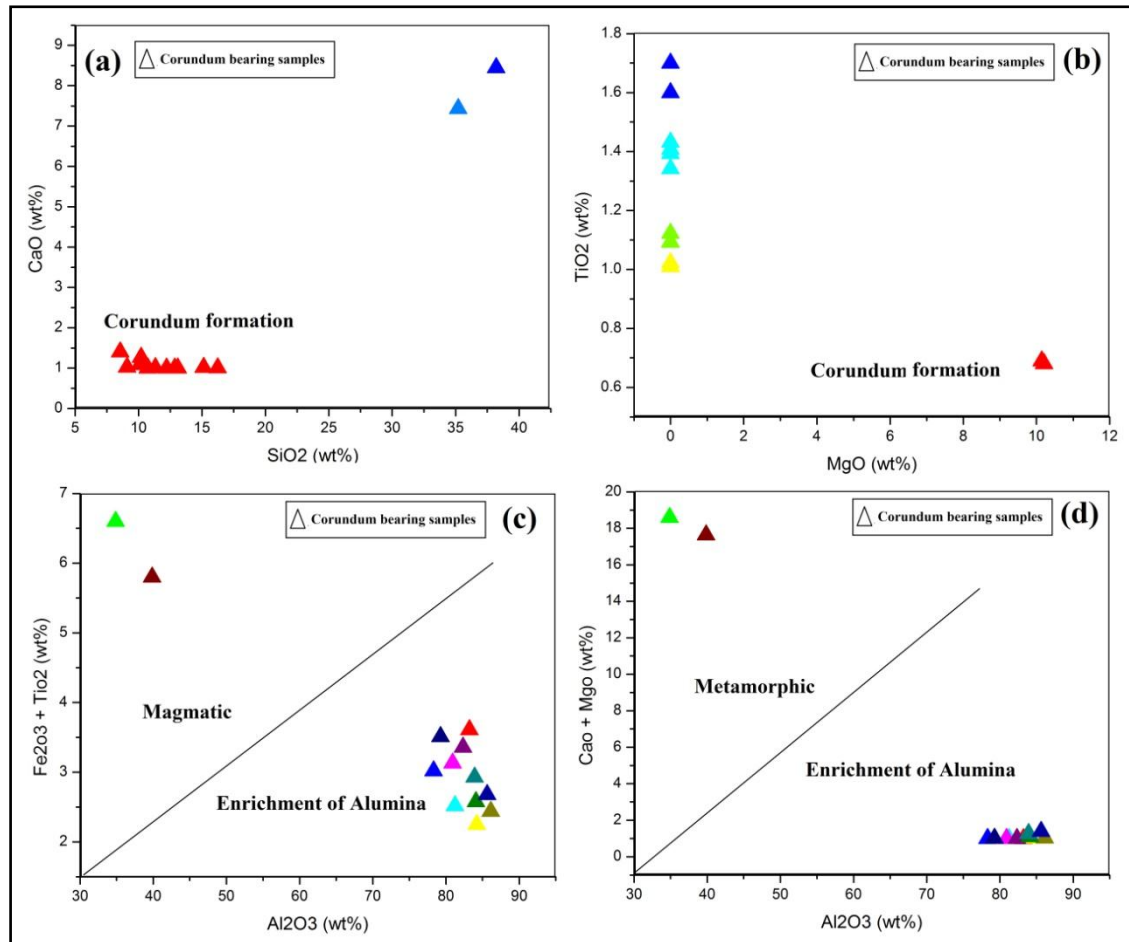 (a)
Corundum bearing samples
9
8
7
6
5
4
3
2
1
0
CaO (wt%)
Corundum formation
5 10 15 20 25 30 35 40
SiO2 (wt%)
(b)
Corundum bearing samples
1.8
1.6
1.4
1.2
1.0
0.8
0.6
TiO2 (wt%)
Corundum formation
0 2 4 6 8 10 12
MgO (wt%)
(c)
Corundum bearing samples
7
6
5
4
3
2
Fe2o3 + Tio2 (wt%)
Magmatic
Enrichment of Alumina
30 40 50 60 70 80 90
Al2O3 (wt%)
(d)
Corundum bearing samples
20
18
16
14
12
10
8
6
4
2
0
Cao + Mgo (wt%)
Metamorphic
Enrichment of Alumina
30 40 50 60 70 80 90
Al2O3 (wt%)